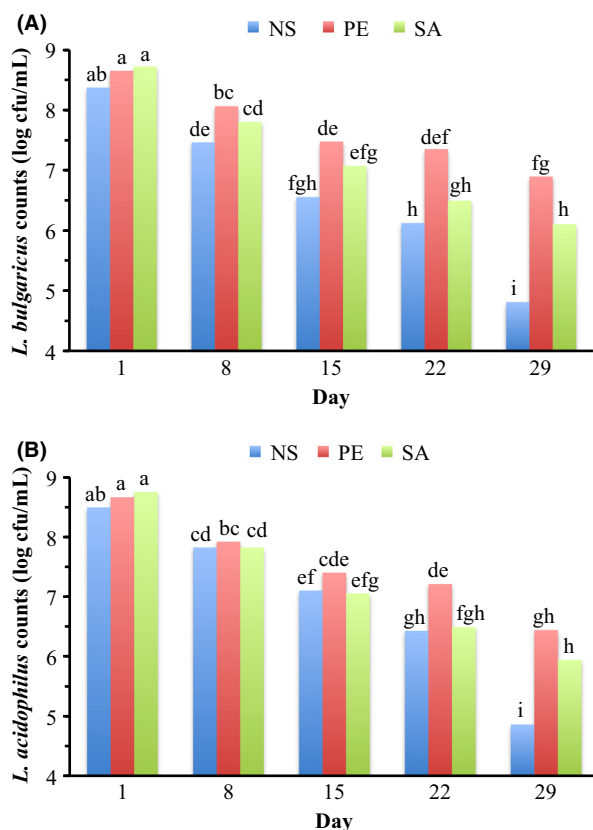 (A)
NS PE SA
L. bulgaricus counts (log cfu/mL)
9
8
7
6
5
4
ab a a
de bc cd
fgh de efg
h def gh
i fg h
1 8 15 22 29
Day
(B)
NS PE SA
L. acidophilus counts (log cfu/mL)
9
8
7
6
5
4
ab a a
cd bc cd
ef cde efg
gh de fgh
i gh h
1 8 15 22 29
Day